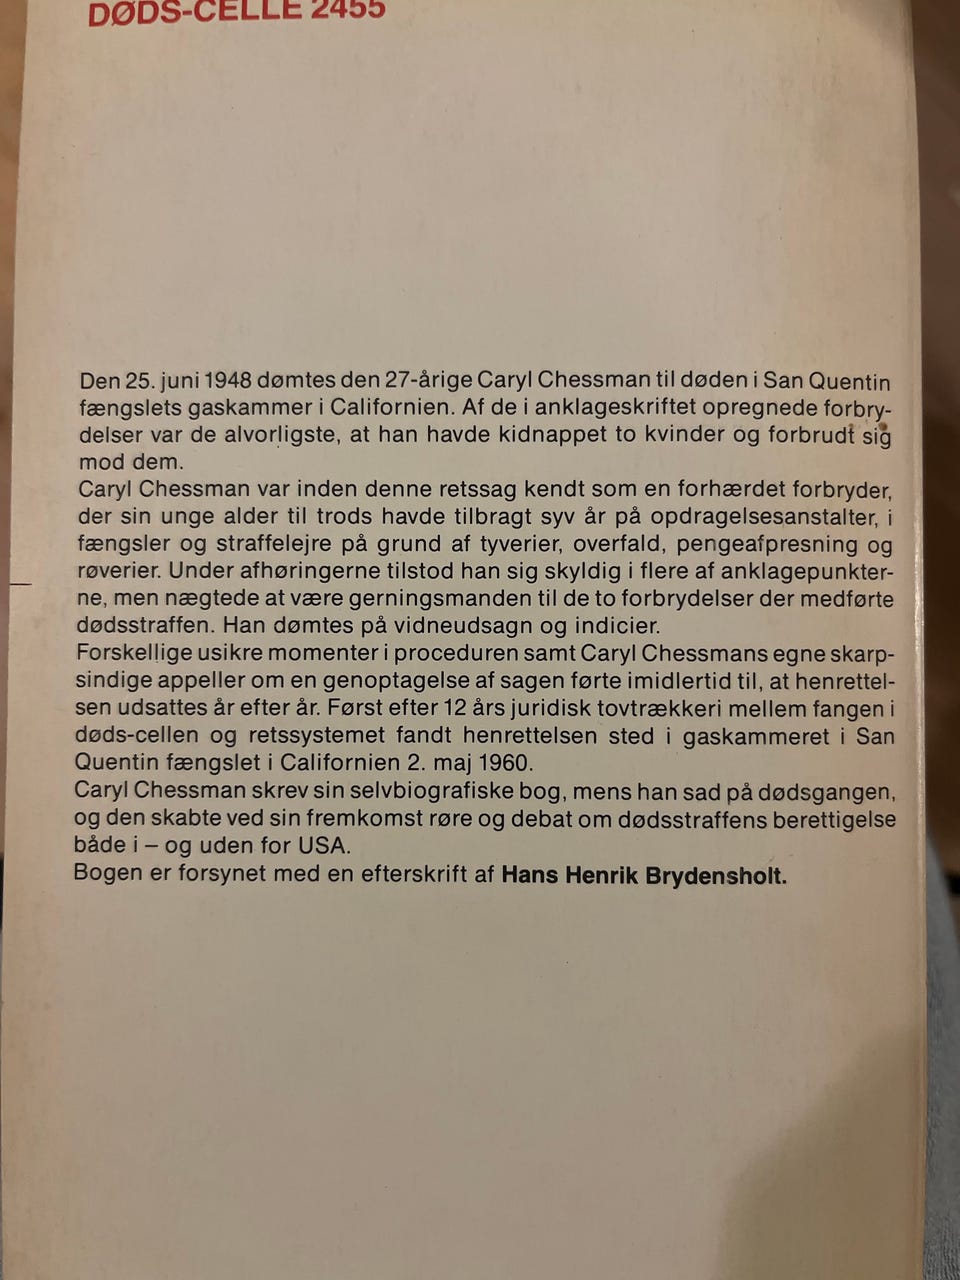 DØDS-CELLE 2455
Den 25. juni 1948 dømtes den 27-årige Caryl Chessman til døden i San Quentin
fængslets gaskammer i Californien. Af de i anklageskriftet opregnede forbry-
delser var de alvorligste, at han havde kidnappet to kvinder og forbrudt sig
mod dem.
Caryl Chessman var inden denne retssag kendt som en forhærdet forbryder,
der sin unge alder til trods havde tilbragt syv år på opdragelsesanstalter, i
fængsler og straffelejre på grund af tyverier, overfald, pengeafpresning og
røverier. Under afhøringerne tilstod han sig skyldig i flere af anklagepunkter-
ne, men nægtede at være gerningsmanden til de to forbrydelser der medførte
dødsstraffen. Han dømtes på vidneudsagn og indicier.
Forskellige usikre momenter i proceduren samt Caryl Chessmans egne skarp-
sindige appeller om en genoptagelse af sagen førte imidlertid til, at henrettel-
sen udsattes år efter år. Først efter 12 års juridisk tovtrækkeri mellem fangen i
døds-cellen og retssystemet fandt henrettelsen sted i gaskammeret i San
Quentin fængslet i Californien 2. maj 1960.
Caryl Chessman skrev sin selvbiografiske bog, mens han sad på dødsgangen,
og den skabte ved sin fremkomst røre og debat om dødsstraffens berettigelse
både i – og uden for USA.
Bogen er forsynet med en efterskrift af Hans Henrik Brydensholt.